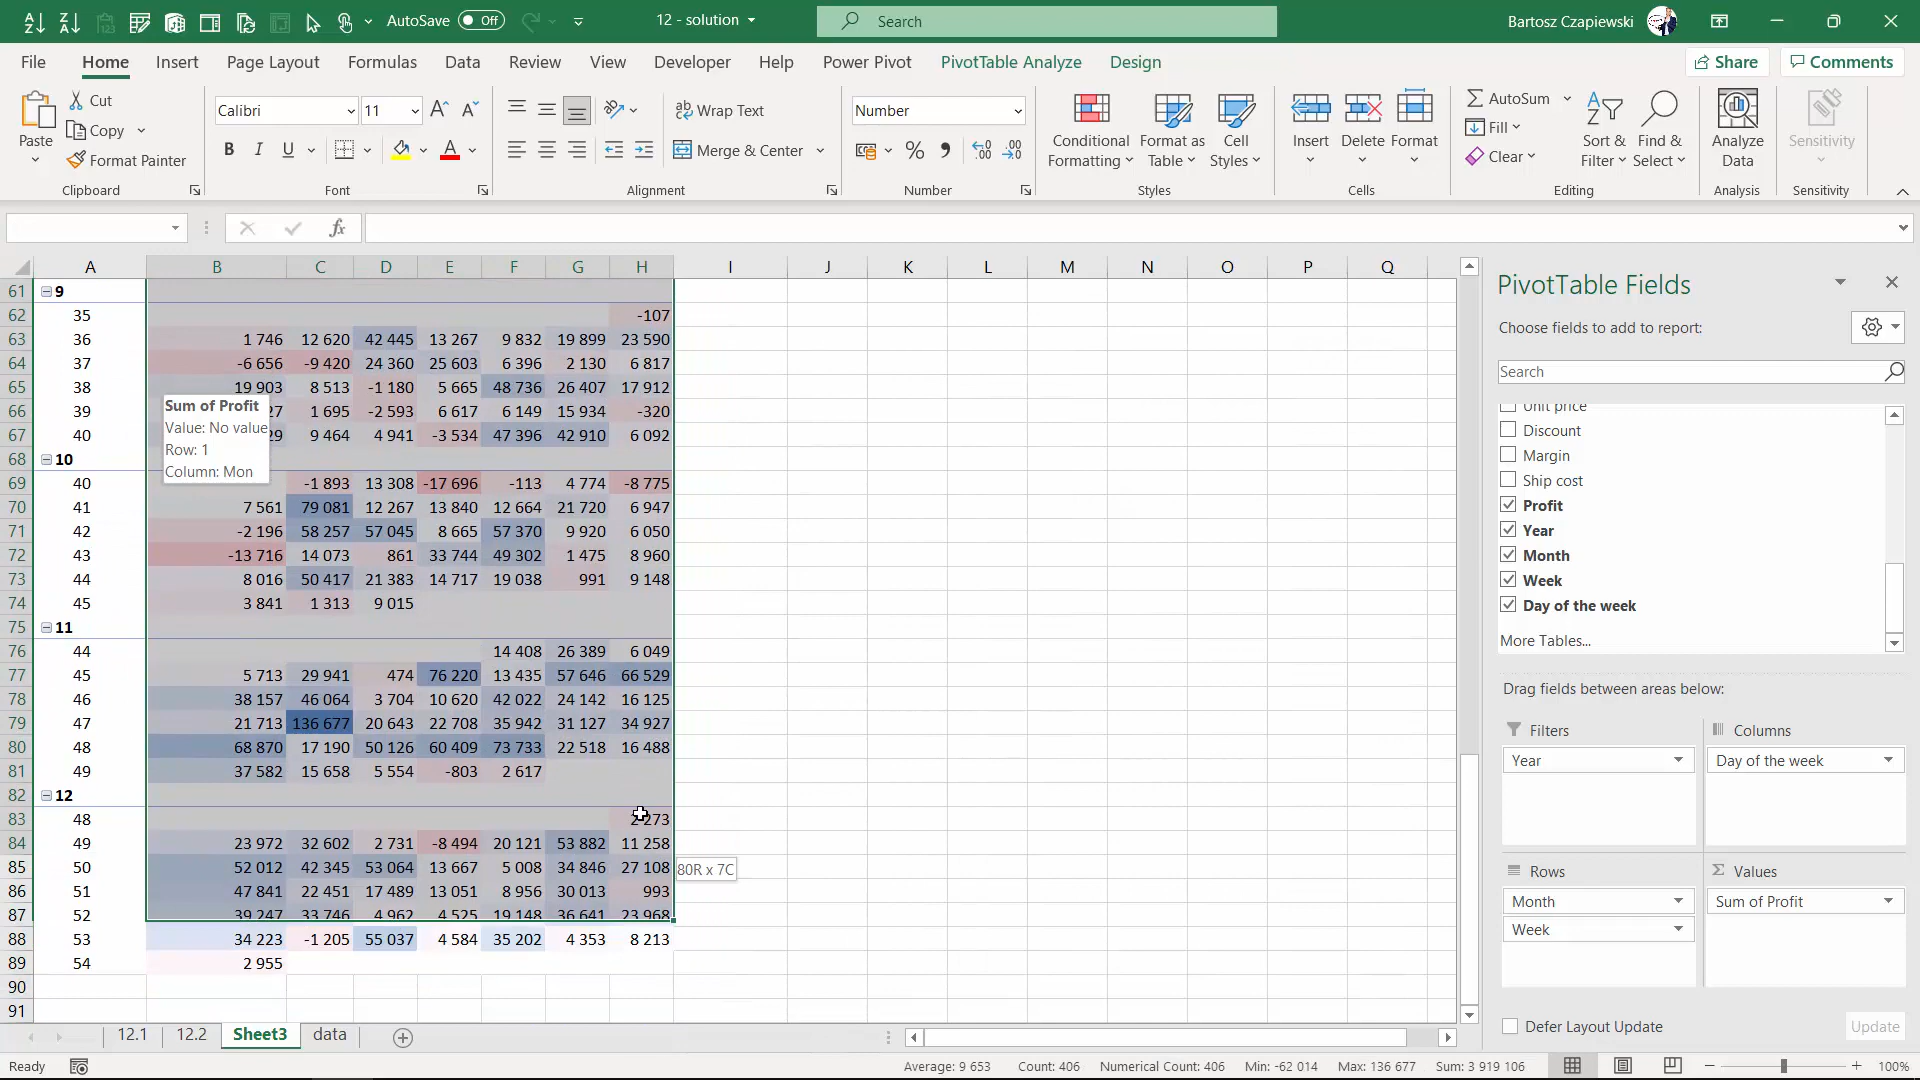 AutoSave Off 12 - solution Search Bartosz Czapiewski
File Home Insert Page Layout Formulas Data Review View Developer Help Power Pivot PivotTable Analyze Design Share Comments
Paste Cut Copy Format Painter Clipboard
Calibri 11 A A B I U A Font
ab Wrap Text Merge & Center Alignment
Number % Number
Conditional Formatting Format as Table Cell Styles Styles
Insert Delete Format Cells
AutoSum Fill Clear Sort & Filter Find & Select Editing
Analyze Data Analysis
Sensitivity Sensitivity
fx
A B C D E F G H I J K L M N O P Q
61 9
62 35 -107
63 36 1 746 12 620 42 445 13 267 9 832 19 899 23 590
64 37 -6 656 -9 420 24 360 25 603 6 396 2 130 6 817
65 38 19 903 8 513 -1 180 5 665 48 736 26 407 17 912
66 39 27 1 695 -2 593 6 617 6 149 15 934 -320
67 40 29 9 464 4 941 -3 534 47 396 42 910 6 092
68 10
69 40 -1 893 13 308 -17 696 -113 4 774 -8 775
70 41 7 561 79 081 12 267 13 840 12 664 21 720 6 947
71 42 -2 196 58 257 57 045 8 665 57 370 9 920 6 050
72 43 -13 716 14 073 861 33 744 49 302 1 475 8 960
73 44 8 016 50 417 21 383 14 717 19 038 991 9 148
74 45 3 841 1 313 9 015
75 11
76 44 14 408 26 389 6 049
77 45 5 713 29 941 474 76 220 13 435 57 646 66 529
78 46 38 157 46 064 3 704 10 620 42 022 24 142 16 125
79 47 21 713 136 677 20 643 22 708 35 942 31 127 34 927
80 48 68 870 17 190 50 126 60 409 73 733 22 518 16 488
81 49 37 582 15 658 5 554 -803 2 617
82 12
83 48 2 273
84 49 23 972 32 602 2 731 -8 494 20 121 53 882 11 258
85 50 52 012 42 345 53 064 13 667 5 008 34 846 27 108
86 51 47 841 22 451 17 489 13 051 8 956 30 013 993
87 52 39 247 33 746 4 962 4 525 19 148 36 641 23 968
88 53 34 223 -1 205 55 037 4 584 35 202 4 353 8 213
89 54 2 955
90
91
Sum of Profit
Value: No value
Row: 1
Column: Mon
80R x 7C
PivotTable Fields
Choose fields to add to report:
Search
Unit price
Discount
Margin
Ship cost
Profit
Year
Month
Week
Day of the week
More Tables...
Drag fields between areas below:
Filters Columns
Year Day of the week
Rows Σ Values
Month Sum of Profit
Week
Defer Layout Update Update
12.1 12.2 Sheet3 data
Ready Average: 9 653 Count: 406 Numerical Count: 406 Min: -62 014 Max: 136 677 Sum: 3 919 106 100%